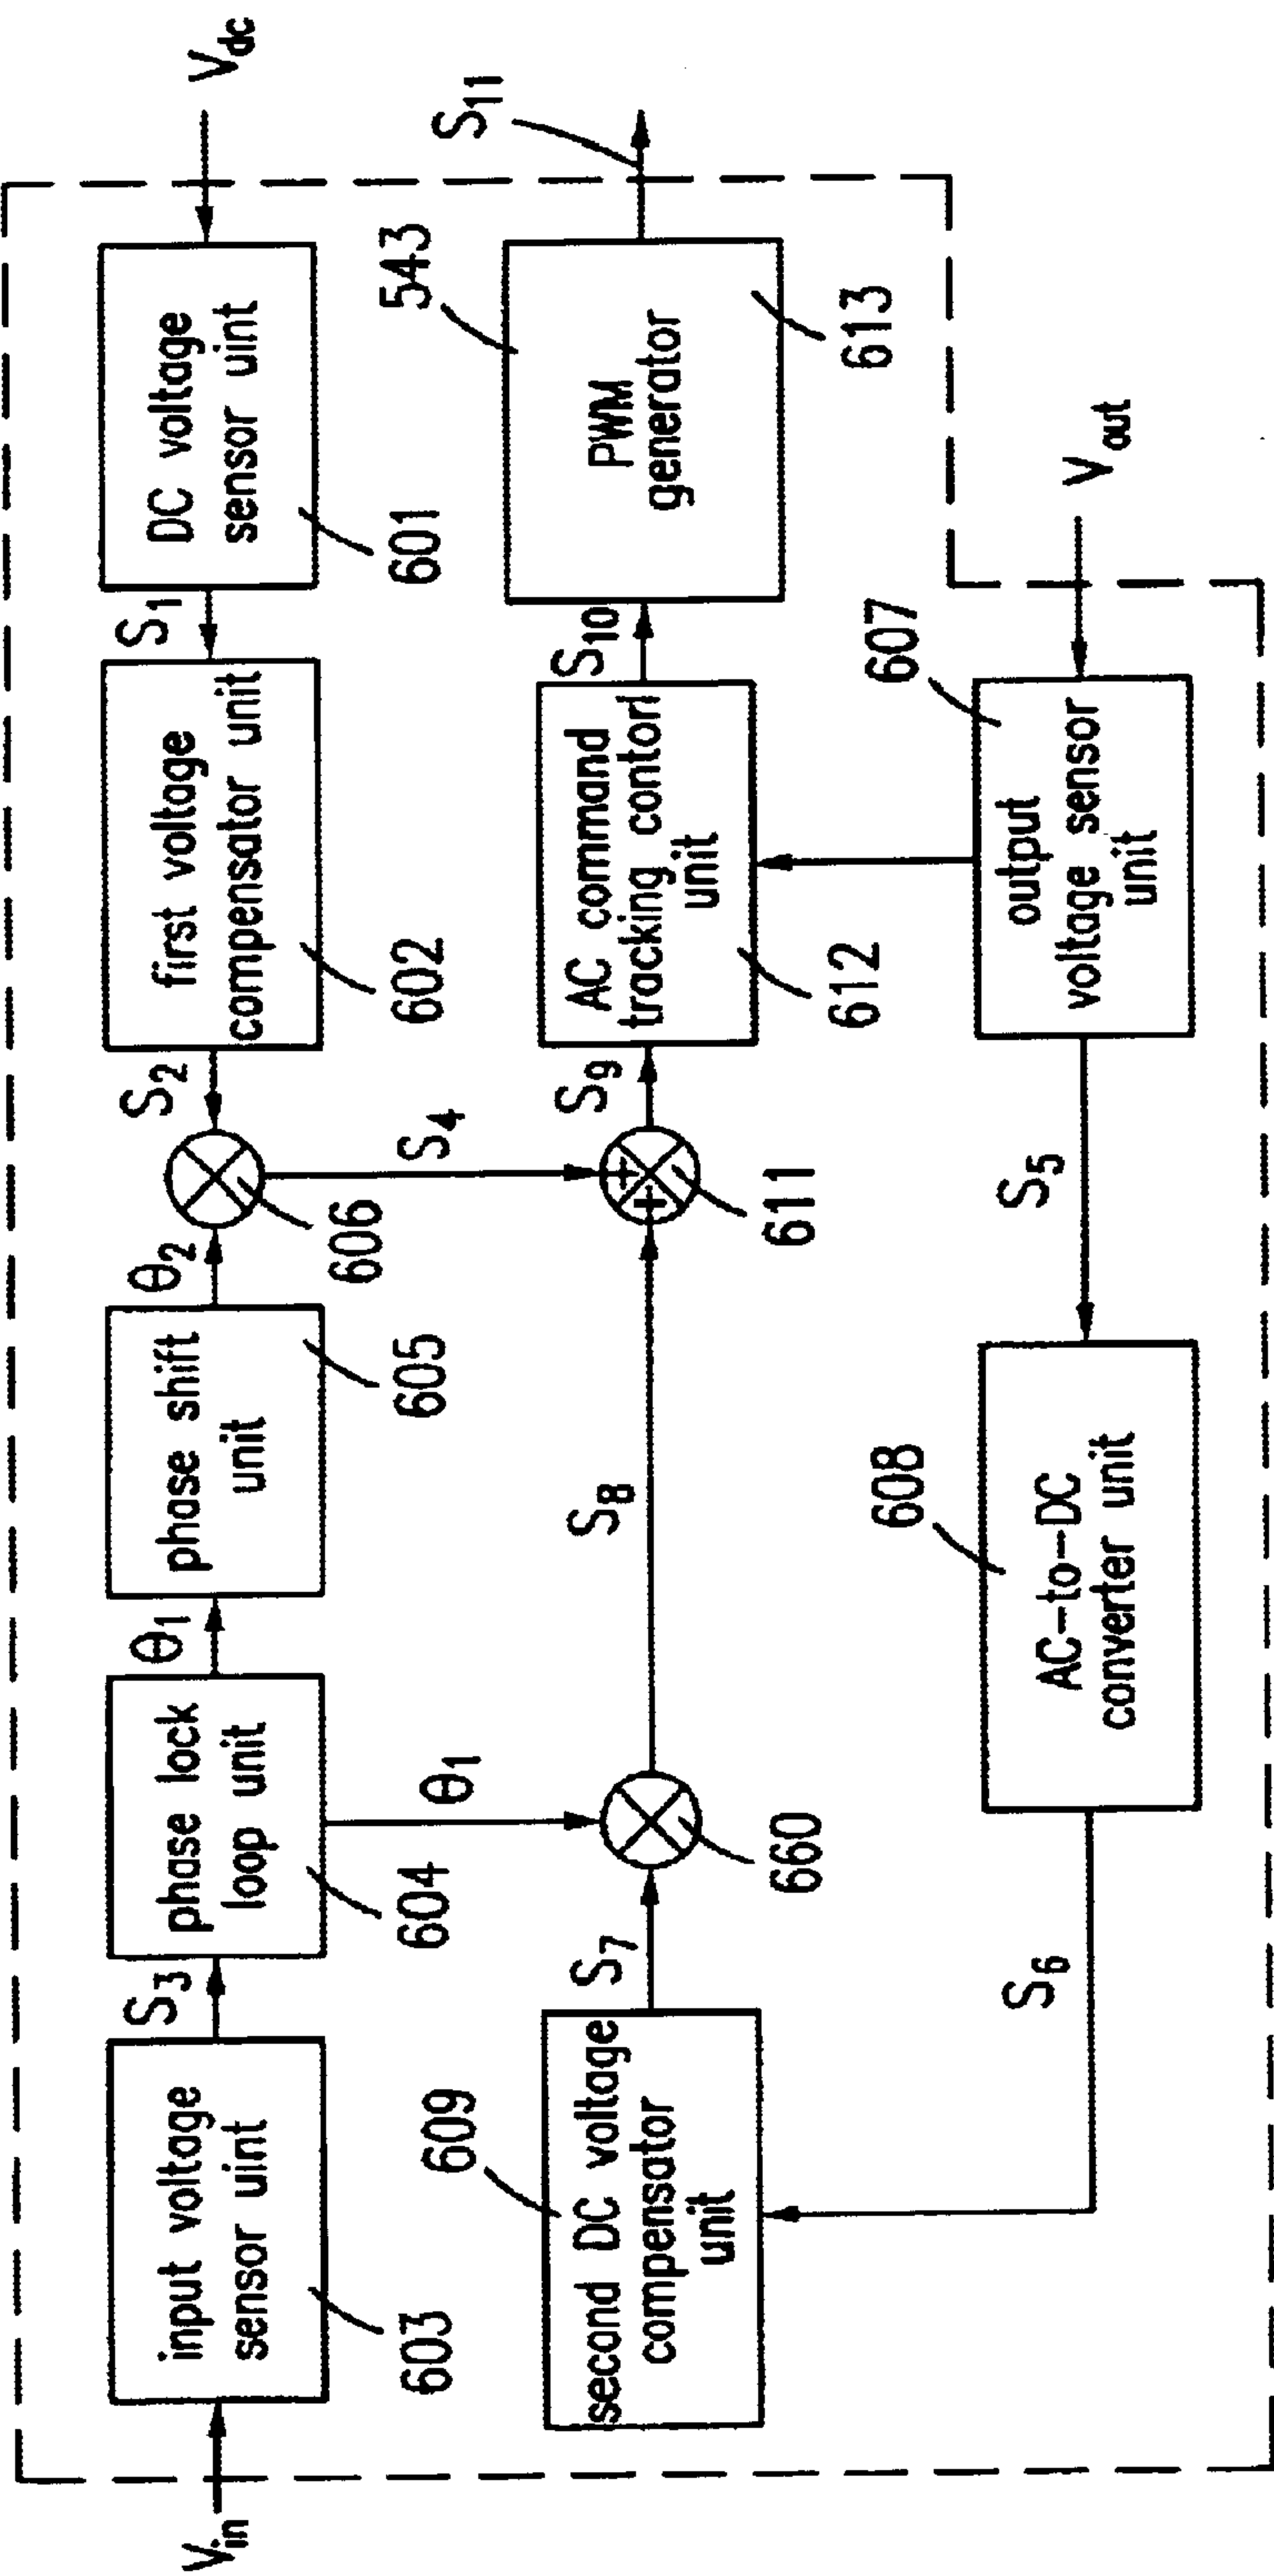 V_in
input voltage
sensor uint
603
S_3
phase lock
loop unit
604
θ_1
phase shift
unit
605
θ_2
606
S_2
first voltage
compensator unit
602
S_1
DC voltage
sensor uint
601
V_dc
θ_1
S_4
609
second DC voltage
compensator
unit
S_7
660
S_8
+
+
611
S_9
AC command
tracking contorl
unit
612
S_10
543
PWM
generator
613
S_11
S_6
608
AC-to-DC
converter unit
S_5
607
output
voltage sensor
unit
V_out